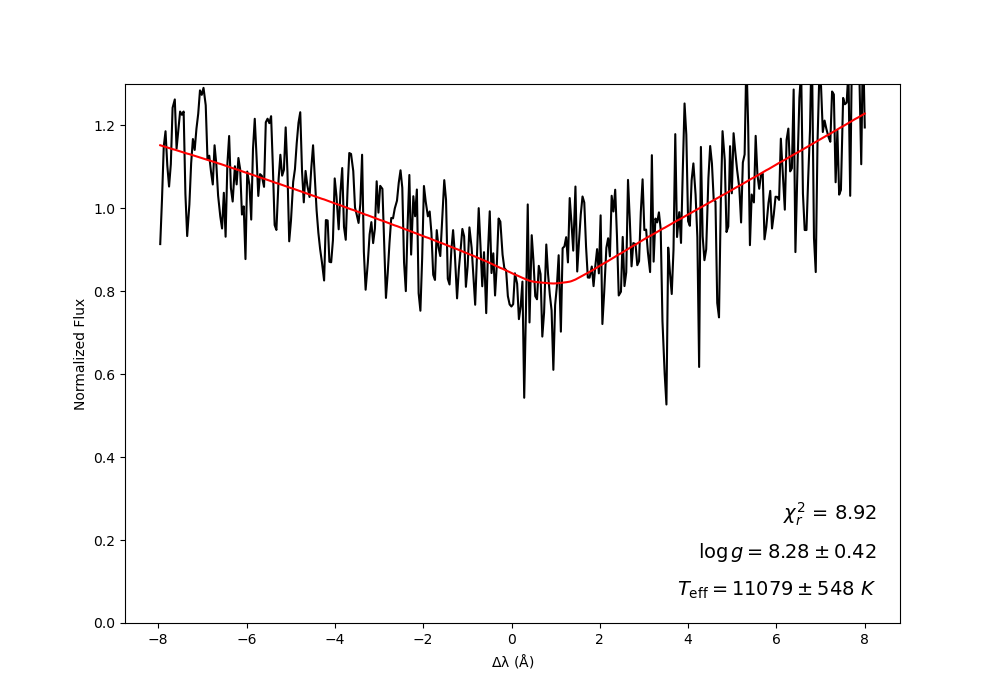 1.2
1.0
0.8
0.6
0.4
0.2
0.0
Normalized Flux
χ²ᵣ = 8.92
log g = 8.28 ± 0.42
T_eff = 11079 ± 548 K
−8 −6 −4 −2 0 2 4 6 8
Δλ (Å)